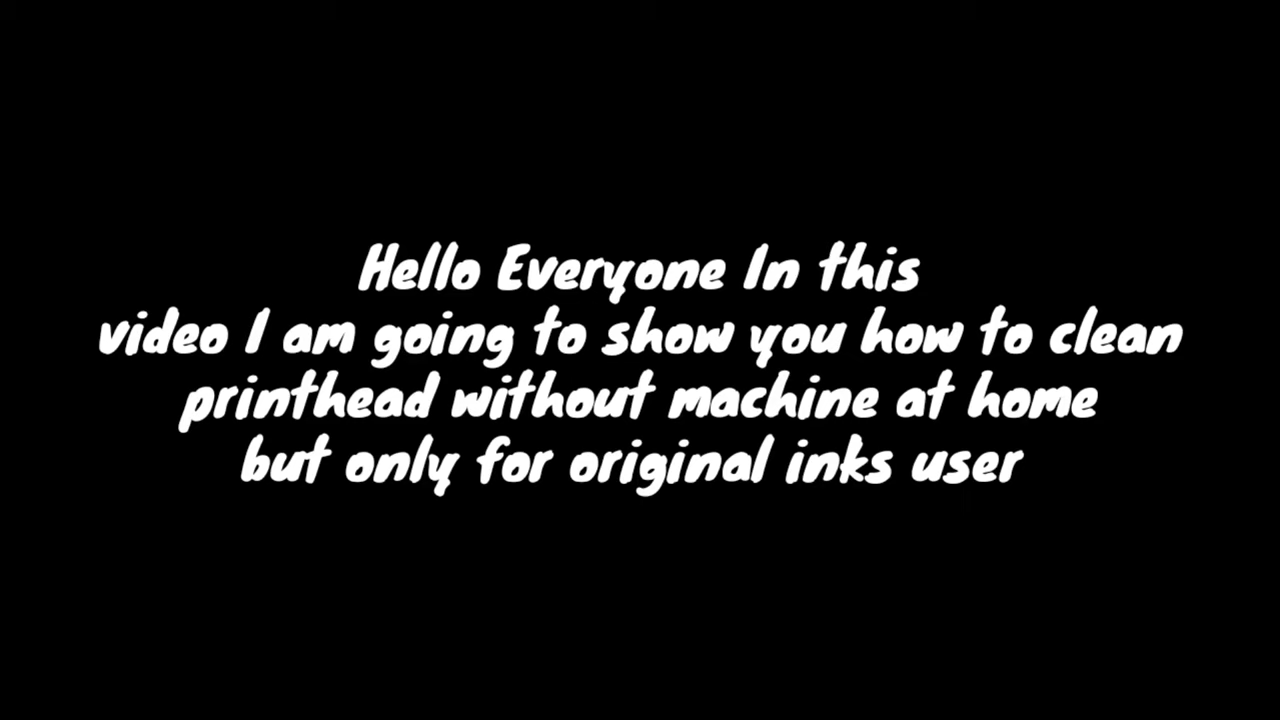 Hello Everyone In this
video I am going to show you how to clean
printhead without machine at home
but only for original inks user